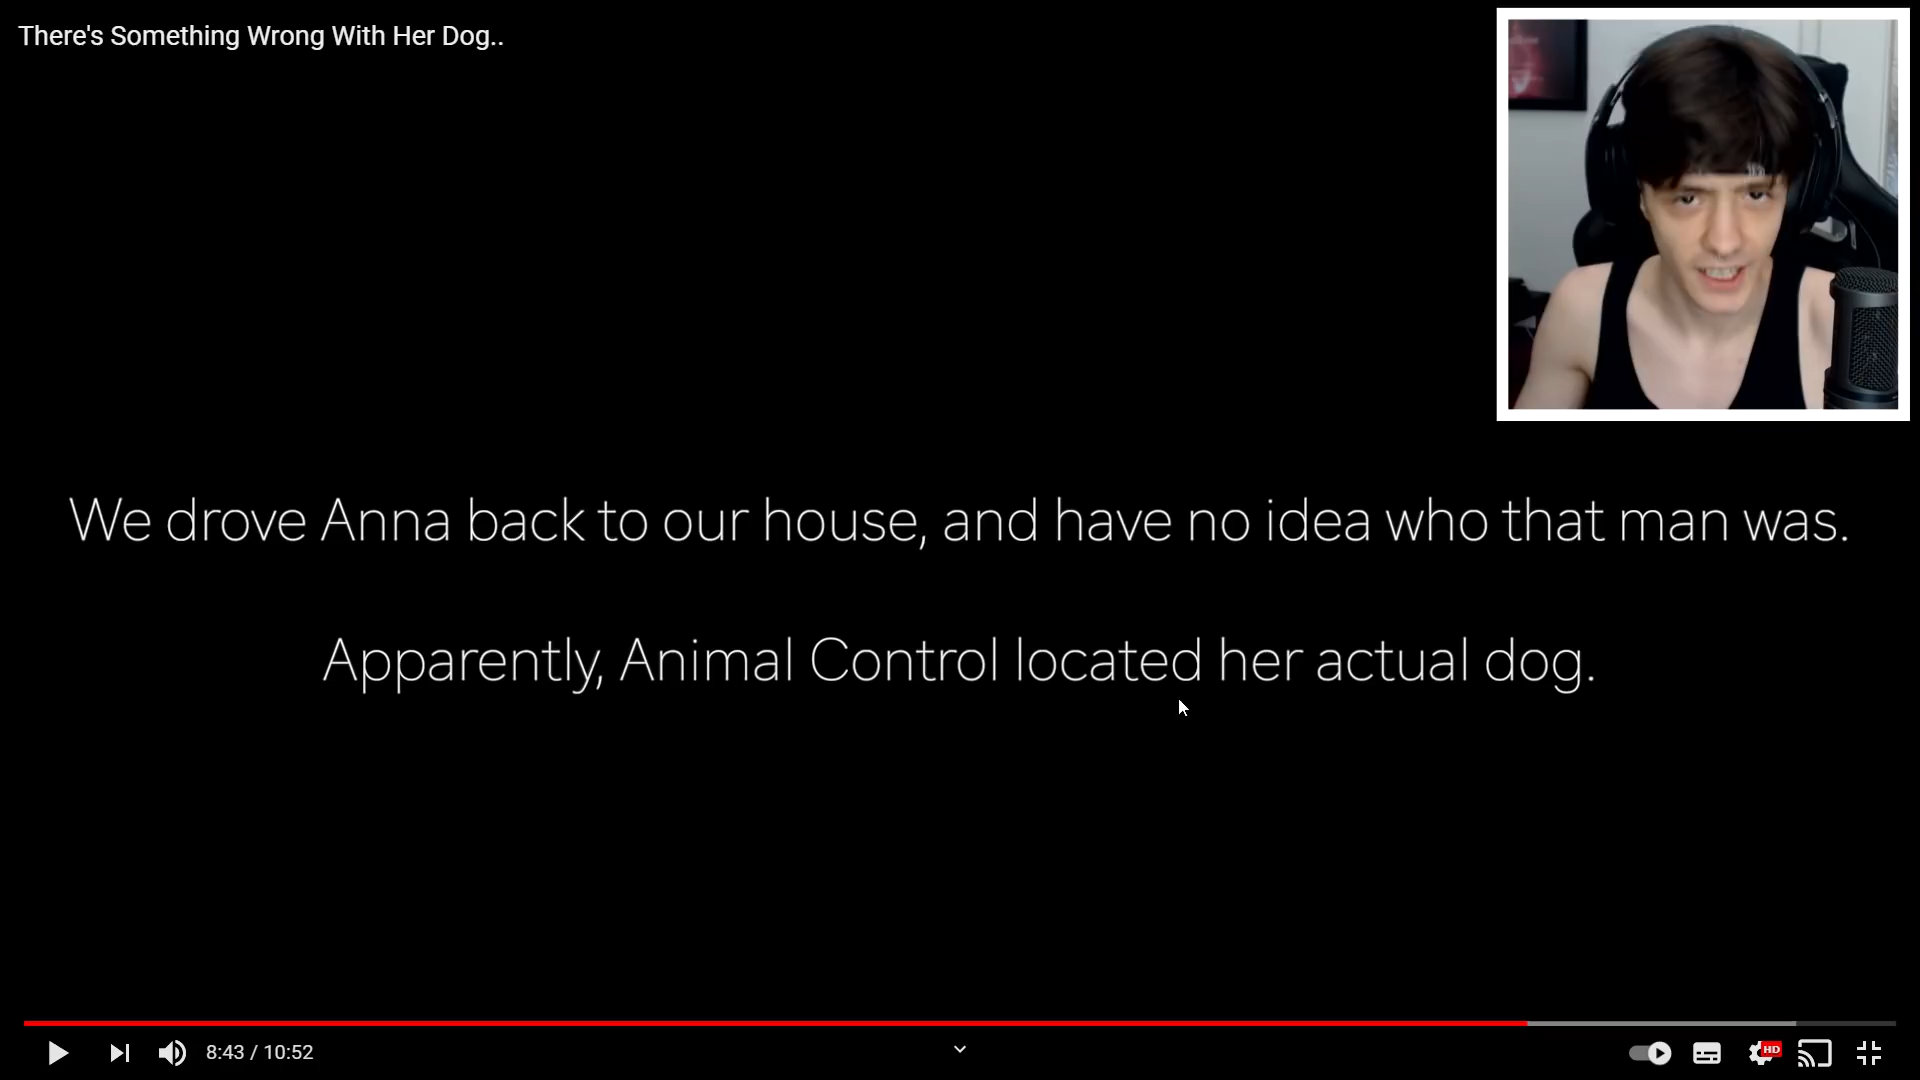 There's Something Wrong With Her Dog..
We drove Anna back to our house, and have no idea who that man was.
Apparently, Animal Control located her actual dog.
8:43 / 10:52
HD